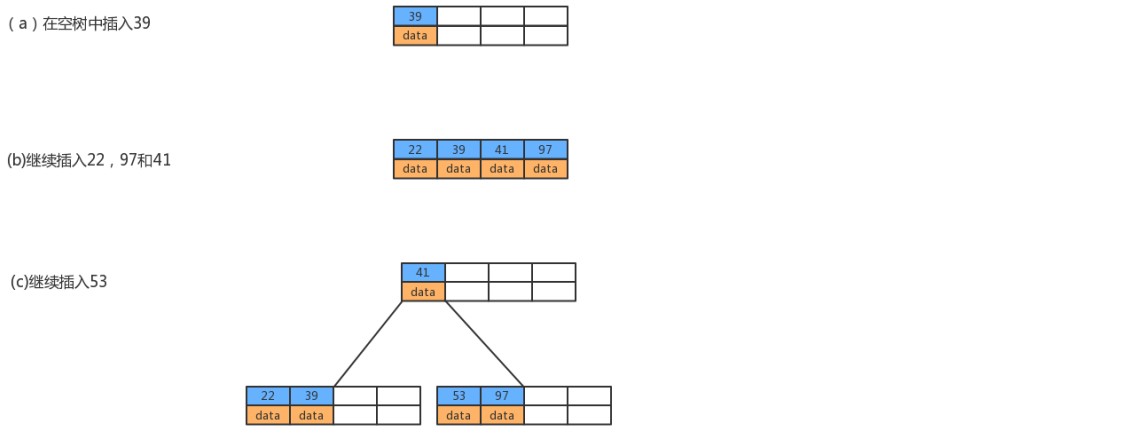 (a)在空树中插入39
39
data
(b)继续插入22，97和41
22 39 41 97
data data data data
(c)继续插入53
41
data
22 39 53 97
data data data data